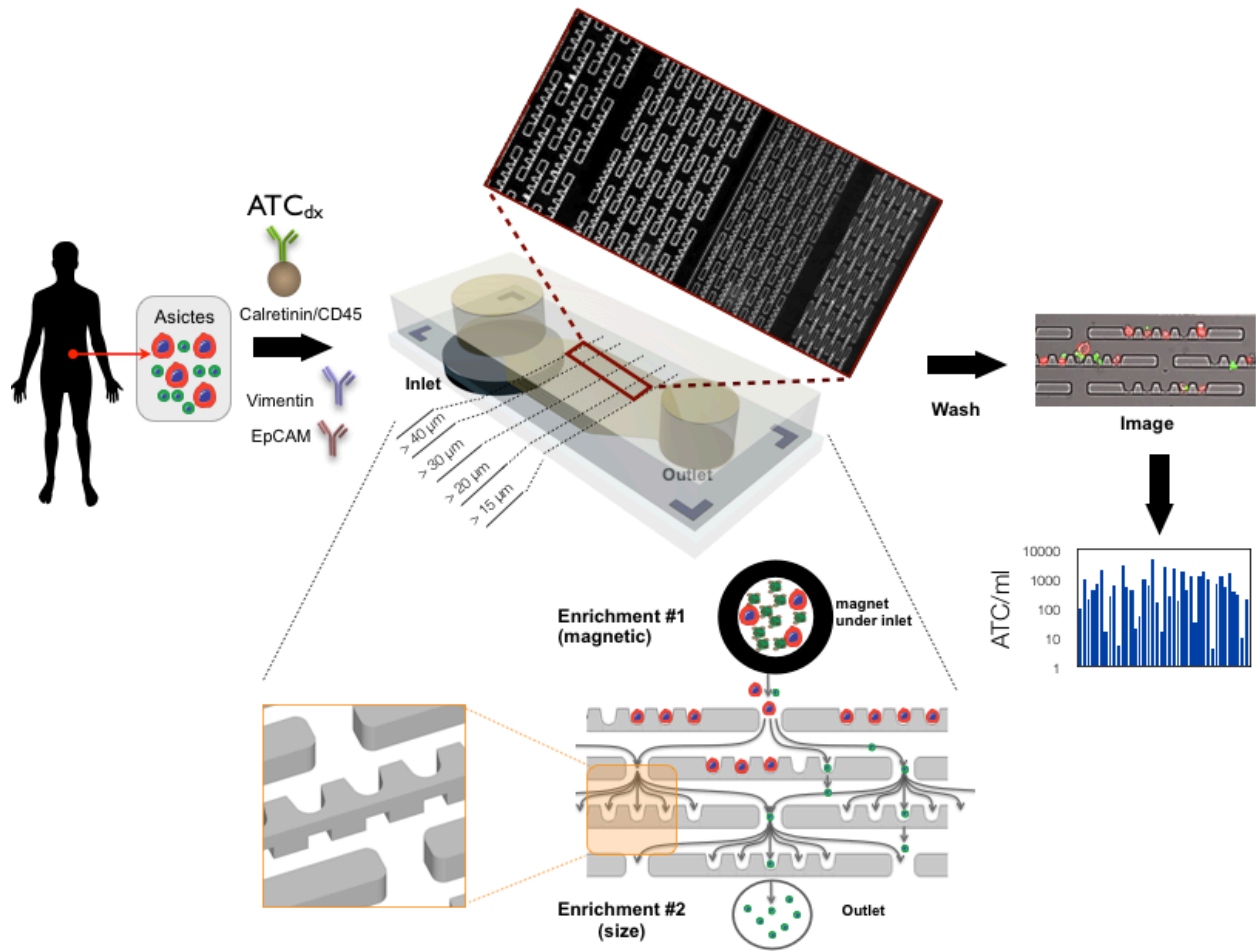 ATCdx
Asictes
Calretinin/CD45
Vimentin
EpCAM
Inlet
> 40 μm
> 30 μm
> 20 μm
> 15 μm
Outlet
Wash
Image
ATC/ml
10000
1000
100
10
1
Enrichment #1
(magnetic)
magnet
under inlet
Enrichment #2
(size)
Outlet